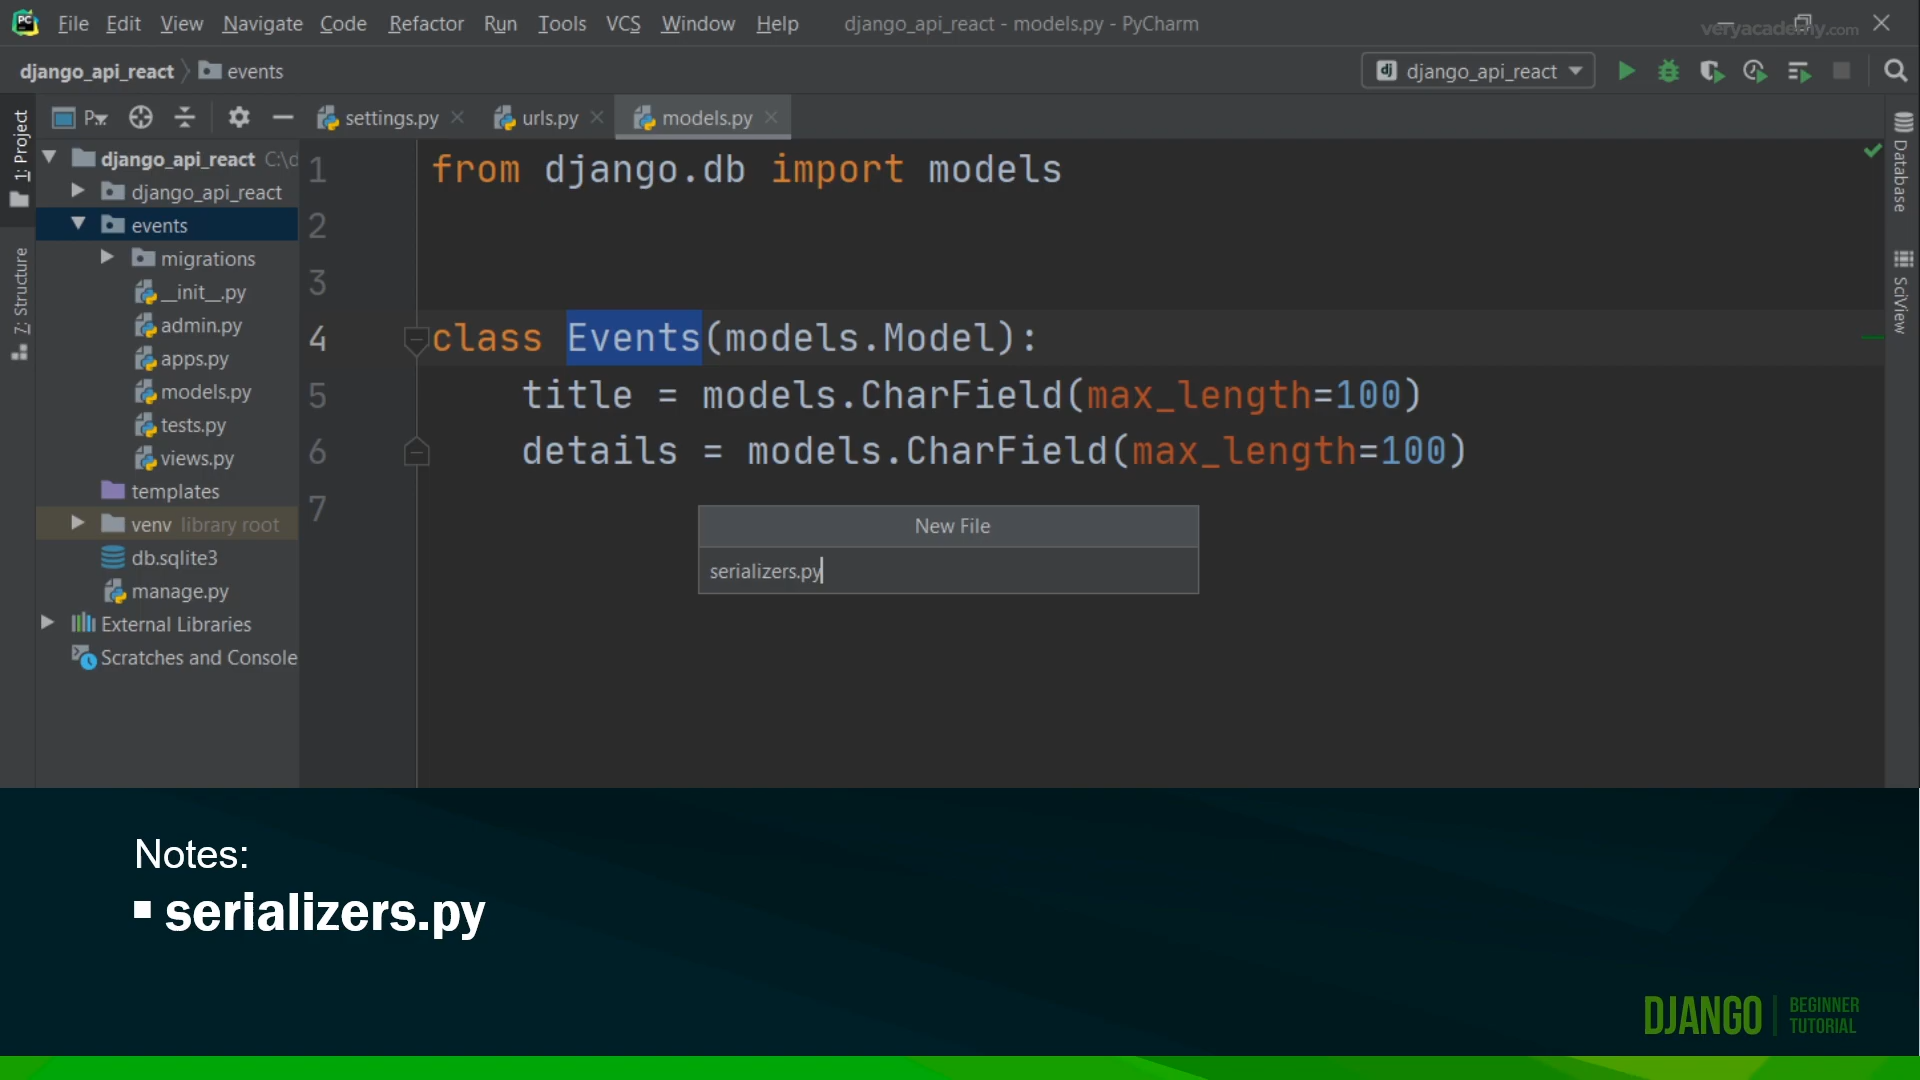 File Edit View Navigate Code Refactor Run Tools VCS Window Help django_api_react - models.py - PyCharm
veryacademy.com
django_api_react events
django_api_react
1: Project
7: Structure
P..
settings.py
urls.py
models.py
django_api_react C:\d
django_api_react
events
migrations
__init__.py
admin.py
apps.py
models.py
tests.py
views.py
templates
venv library root
db.sqlite3
manage.py
External Libraries
Scratches and Console
1 from django.db import models
2
3
4 class Events(models.Model):
5 title = models.CharField(max_length=100)
6 details = models.CharField(max_length=100)
7
New File
serializers.py
Database
SciView
Notes:
▪ serializers.py
DJANGO
BEGINNER
TUTORIAL